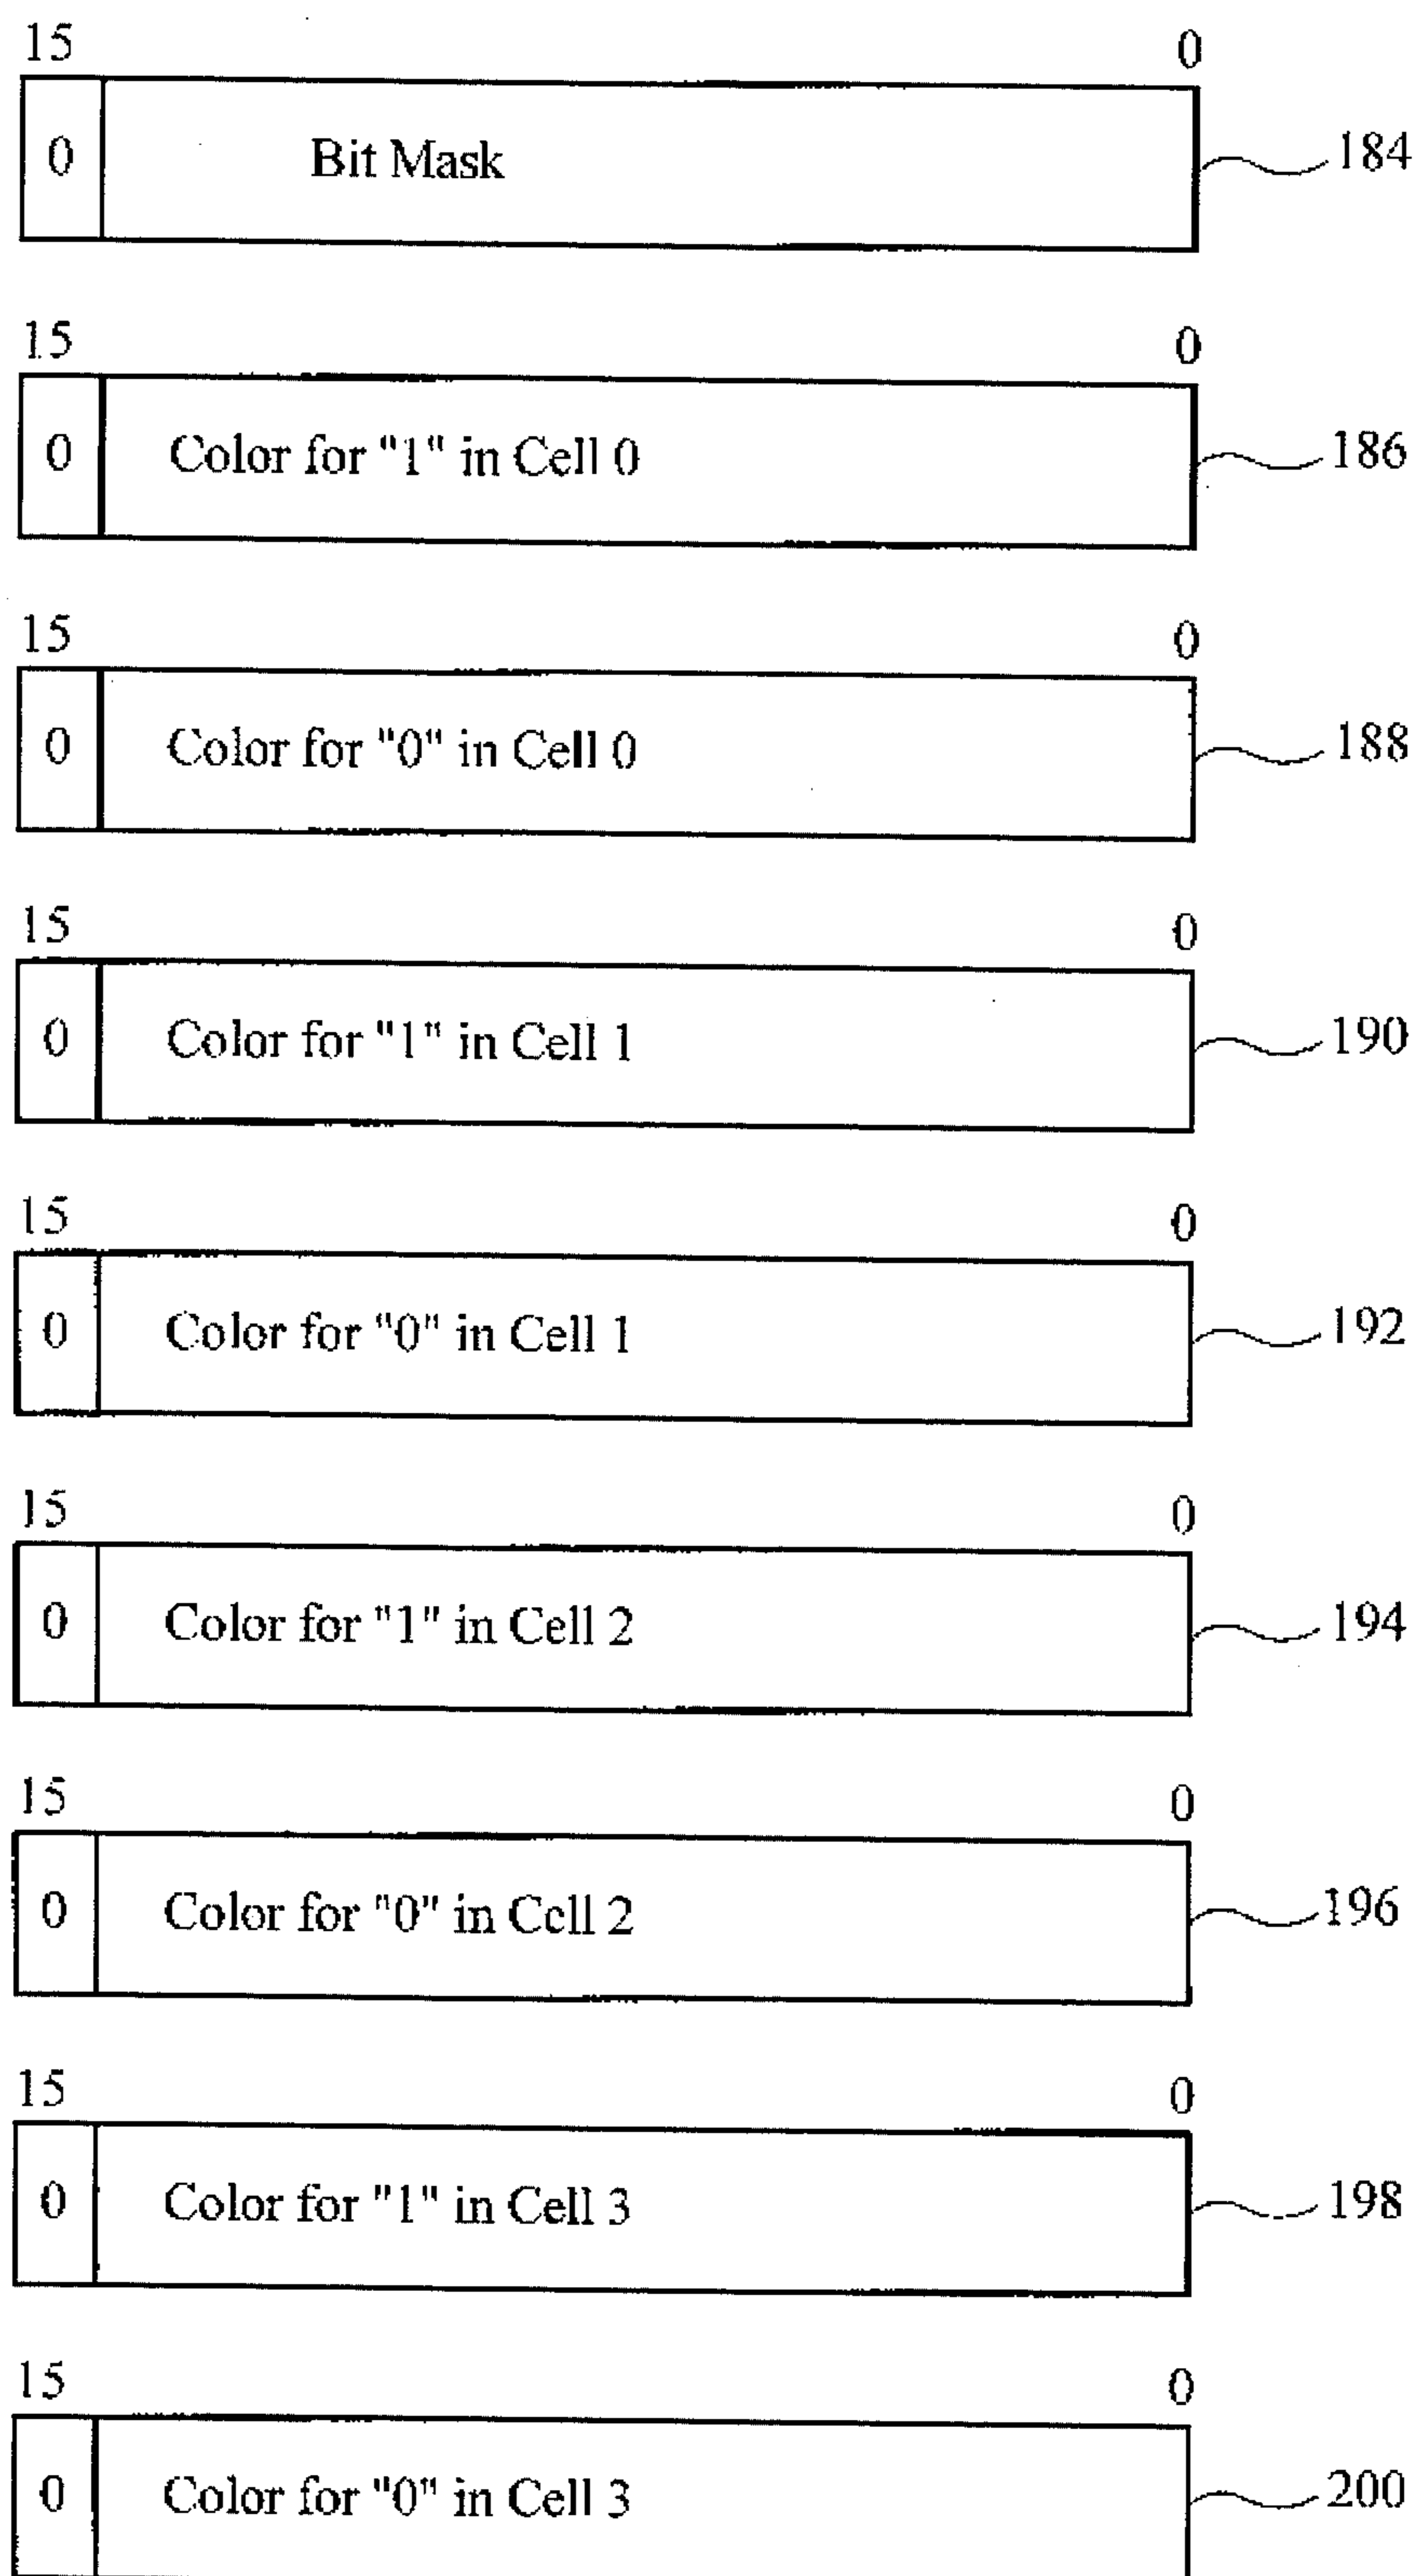 15 0
0 Bit Mask 184
15 0
0 Color for "1" in Cell 0 186
15 0
0 Color for "0" in Cell 0 188
15 0
0 Color for "1" in Cell 1 190
15 0
0 Color for "0" in Cell 1 192
15 0
0 Color for "1" in Cell 2 194
15 0
0 Color for "0" in Cell 2 196
15 0
0 Color for "1" in Cell 3 198
15 0
0 Color for "0" in Cell 3 200